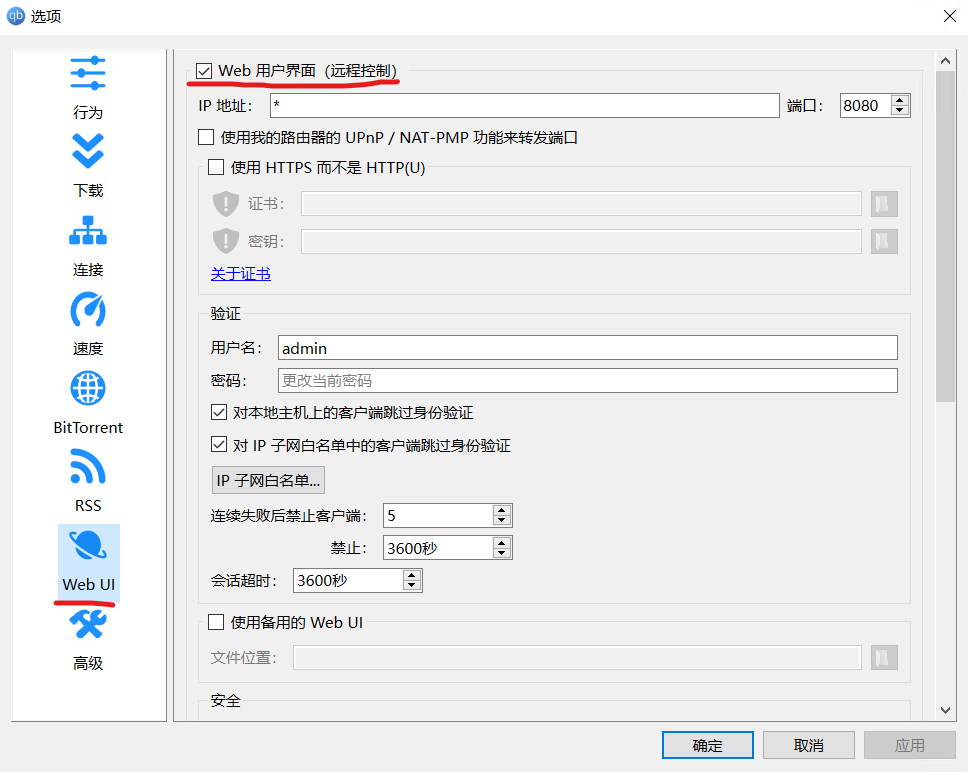 qb 选项
行为
下载
连接
速度
BitTorrent
RSS
Web UI
高级
Web 用户界面（远程控制）
IP 地址： * 端口： 8080
使用我的路由器的 UPnP / NAT-PMP 功能来转发端口
使用 HTTPS 而不是 HTTP(U)
证书：
密钥：
关于证书
验证
用户名： admin
密码： 更改当前密码
对本地主机上的客户端跳过身份验证
对 IP 子网白名单中的客户端跳过身份验证
IP 子网白名单...
连续失败后禁止客户端： 5
禁止： 3600秒
会话超时： 3600秒
使用备用的 Web UI
文件位置：
安全
确定 取消 应用